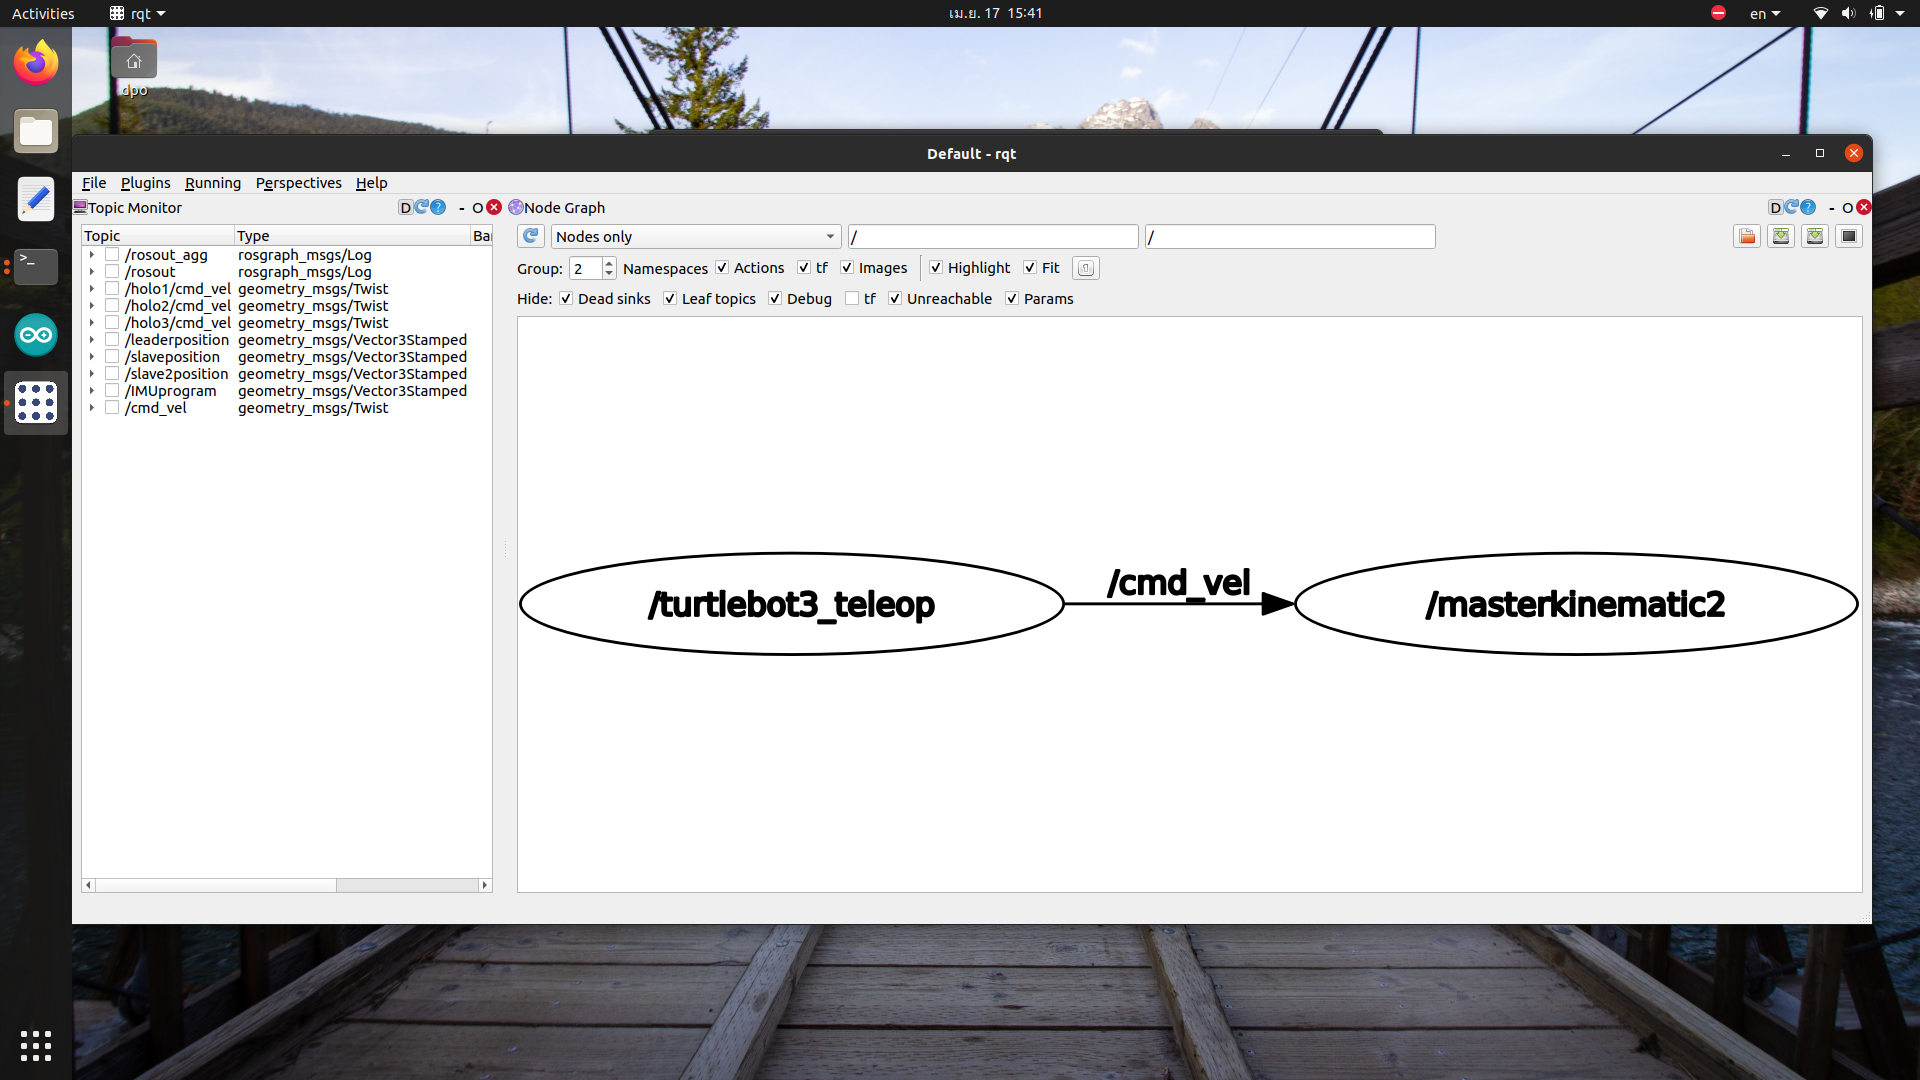 Activities rqt เม.ย. 17 15:41 en
dpo
Default - rqt
File Plugins Running Perspectives Help
Topic Monitor D ? - O Node Graph D ? - O
Topic Type Ba
Nodes only / /
/rosout_agg rosgraph_msgs/Log
/rosout rosgraph_msgs/Log
/holo1/cmd_vel geometry_msgs/Twist
/holo2/cmd_vel geometry_msgs/Twist
/holo3/cmd_vel geometry_msgs/Twist
/leaderposition geometry_msgs/Vector3Stamped
/slaveposition geometry_msgs/Vector3Stamped
/slave2position geometry_msgs/Vector3Stamped
/IMUprogram geometry_msgs/Vector3Stamped
/cmd_vel geometry_msgs/Twist
Group: 2 Namespaces Actions tf Images Highlight Fit
Hide: Dead sinks Leaf topics Debug tf Unreachable Params
/turtlebot3_teleop /cmd_vel /masterkinematic2